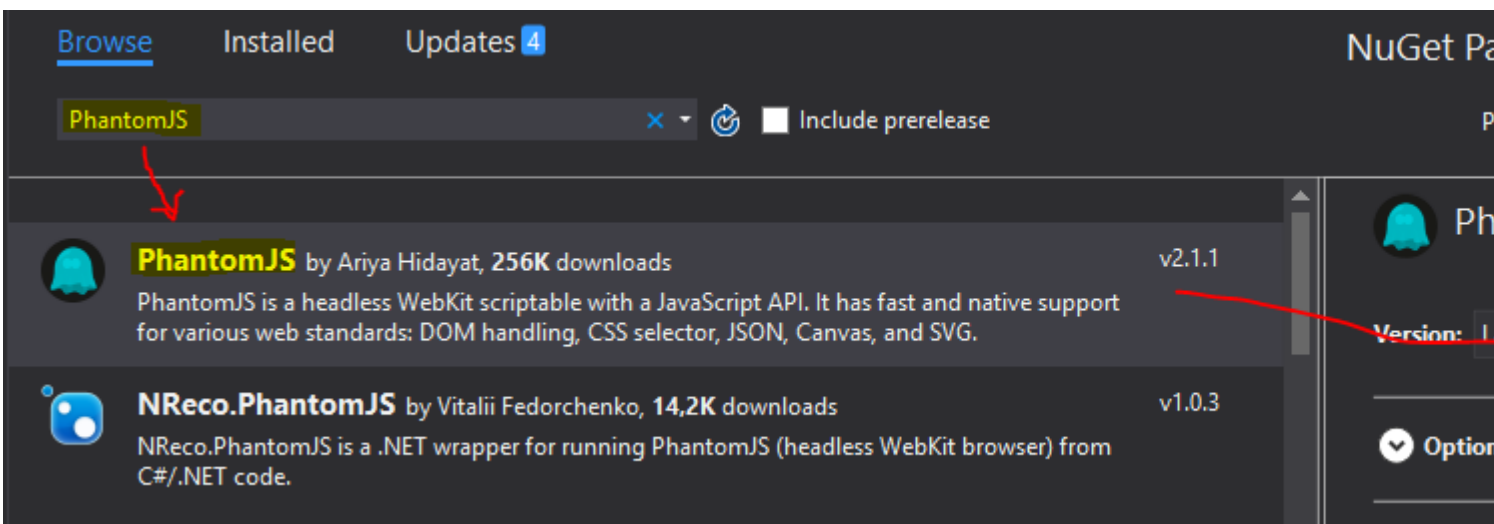 Browse Installed Updates 4
NuGet Pa
PhantomJS
Include prerelease
P
PhantomJS by Ariya Hidayat, 256K downloads
v2.1.1
PhantomJS is a headless WebKit scriptable with a JavaScript API. It has fast and native support
for various web standards: DOM handling, CSS selector, JSON, Canvas, and SVG.
NReco.PhantomJS by Vitalii Fedorchenko, 14,2K downloads
v1.0.3
NReco.PhantomJS is a .NET wrapper for running PhantomJS (headless WebKit browser) from
C#/.NET code.
Ph
Version: L
Option